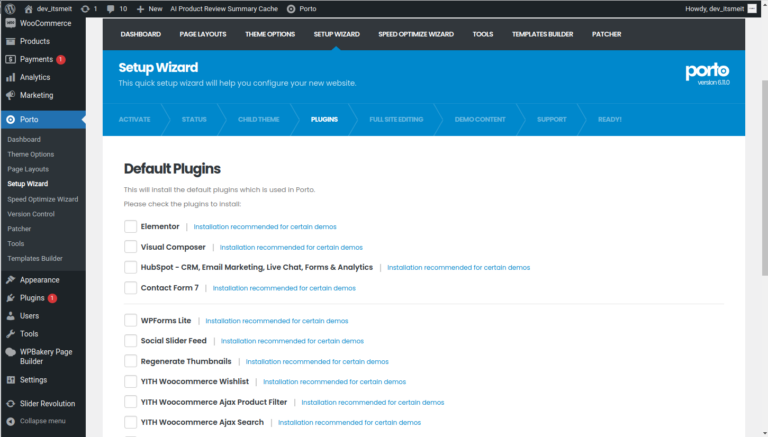 dev_itsmelt
1
10
New
AI Product Review Summary Cache
Porto
Howdy, dev_itsmelt
WooCommerce
Products
Payments 1
Analytics
Marketing
Porto
Dashboard
Theme Options
Page Layouts
Setup Wizard
Speed Optimize Wizard
Version Control
Patcher
Tools
Templates Builder
Appearance
Plugins 1
Users
Tools
WPBakery Page
Builder
Settings
Slider Revolution
Collapse menu
DASHBOARD
PAGE LAYOUTS
THEME OPTIONS
SETUP WIZARD
SPEED OPTIMIZE WIZARD
TOOLS
TEMPLATES BUILDER
PATCHER
Setup Wizard
This quick setup wizard will help you configure your new website.
porto
ACTIVATE
STATUS
CHILD THEME
PLUGINS
FULL SITE EDITING
DEMO CONTENT
SUPPORT
READY!
Default Plugins
This will install the default plugins which is used in Porto.
Please check the plugins to install:
Elementor | Installation recommended for certain demos
Visual Composer | Installation recommended for certain demos
HubSpot - CRM, Email Marketing, Live Chat, Forms & Analytics | Installation recommended for certain demos
Contact Form 7 | Installation recommended for certain demos
WPForms Lite | Installation recommended for certain demos
Social Slider Feed | Installation recommended for certain demos
Regenerate Thumbnails | Installation recommended for certain demos
YITH Woocommerce Wishlist | Installation recommended for certain demos
YITH Woocommerce Ajax Product Filter | Installation recommended for certain demos
YITH Woocommerce Ajax Search | Installation recommended for certain demos